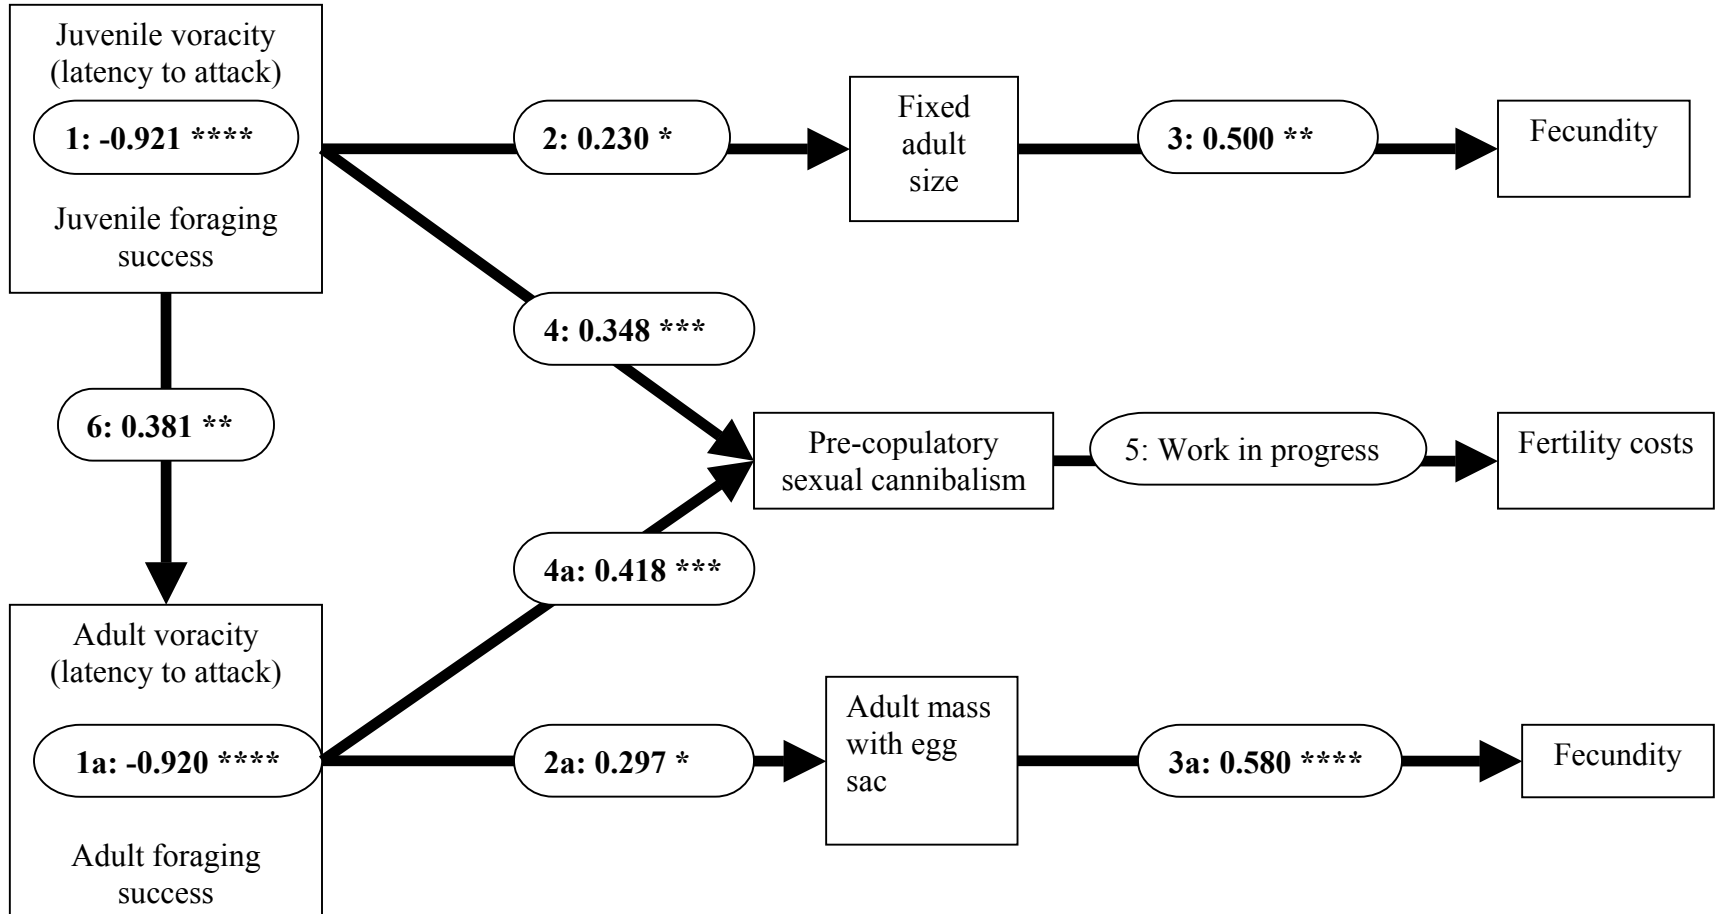 Juvenile voracity
(latency to attack)
1: -0.921 ****
Juvenile foraging
success
2: 0.230 *
Fixed
adult
size
3: 0.500 **
Fecundity
4: 0.348 ***
6: 0.381 **
Pre-copulatory
sexual cannibalism
5: Work in progress
Fertility costs
4a: 0.418 ***
Adult voracity
(latency to attack)
1a: -0.920 ****
Adult foraging
success
2a: 0.297 *
Adult mass
with egg
sac
3a: 0.580 ****
Fecundity